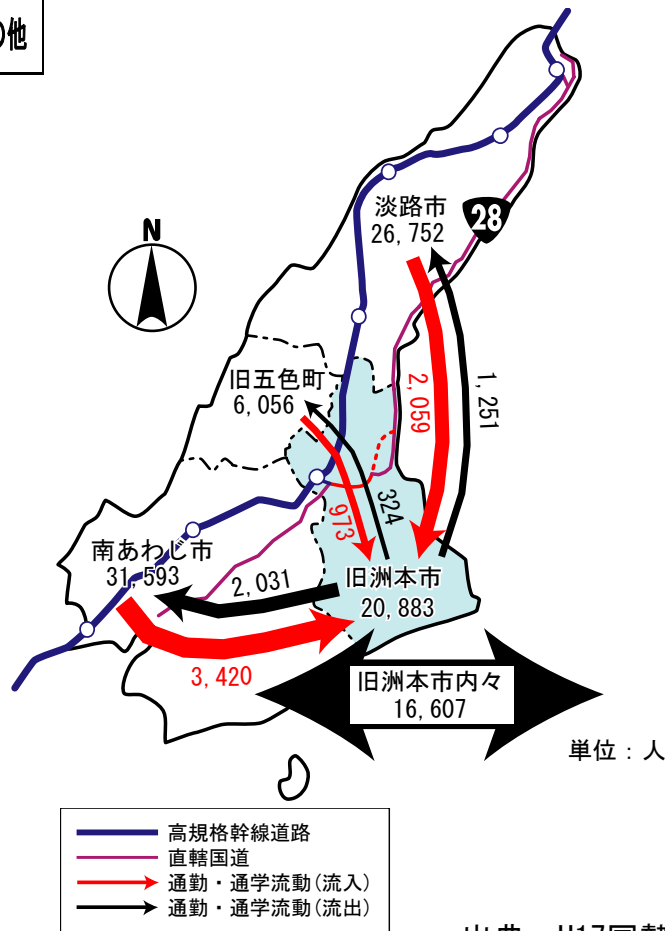 の他
N
淡路市
26,752
28
旧五色町
6,056
2,059
1,251
973
324
南あわじ市
31,593
2,031
旧洲本市
20,883
3,420
旧洲本市内々
16,607
単位：人
高規格幹線道路
直轄国道
通勤・通学流動(流入)
通勤・通学流動(流出)